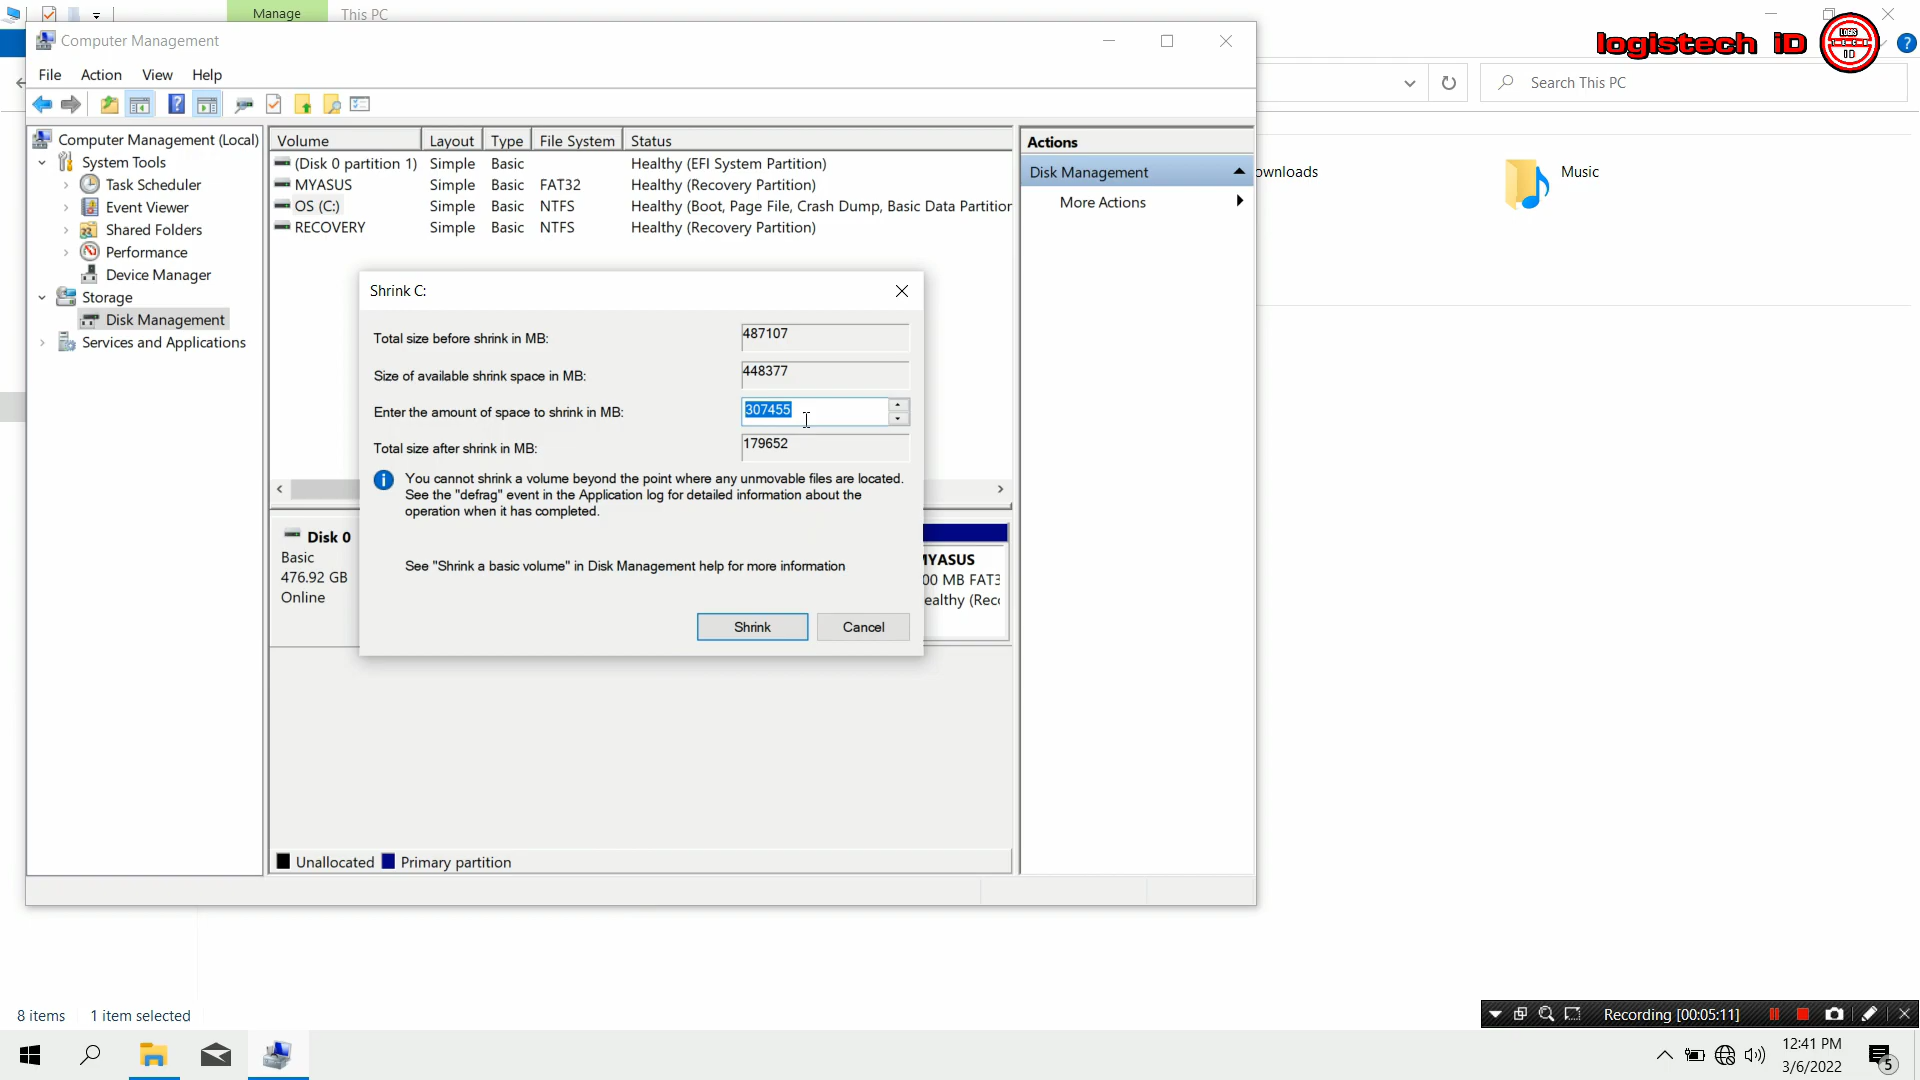 Manage
This PC
Computer Management
logistech iD
LOGIS
TECH
ID
File Action View Help
Search This PC
Computer Management (Local)
System Tools
Task Scheduler
Event Viewer
Shared Folders
Performance
Device Manager
Storage
Disk Management
Services and Applications
Volume Layout Type File System Status
(Disk 0 partition 1) Simple Basic Healthy (EFI System Partition)
MYASUS Simple Basic FAT32 Healthy (Recovery Partition)
OS (C:) Simple Basic NTFS Healthy (Boot, Page File, Crash Dump, Basic Data Partition
RECOVERY Simple Basic NTFS Healthy (Recovery Partition)
Actions
Disk Management
More Actions
ownloads
Music
Shrink C:
Total size before shrink in MB: 487107
Size of available shrink space in MB: 448377
Enter the amount of space to shrink in MB: 307455
Total size after shrink in MB: 179652
You cannot shrink a volume beyond the point where any unmovable files are located.
See the "defrag" event in the Application log for detailed information about the
operation when it has completed.
See "Shrink a basic volume" in Disk Management help for more information
Shrink Cancel
Disk 0
Basic
476.92 GB
Online
MYASUS
00 MB FAT3
ealthy (Reco
Unallocated Primary partition
8 items 1 item selected
Recording [00:05:11]
12:41 PM
3/6/2022
5